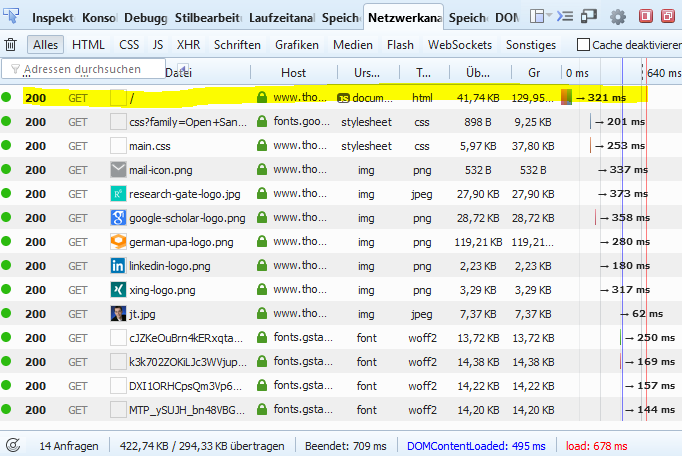 Inspekt Konsol Debugg Stilbearbeit Laufzeitanal Speiche Netzwerkana Speiche DOM
Alles HTML CSS JS XHR Schriften Grafiken Medien Flash WebSockets Sonstiges Cache deaktivieren
Adressen durchsuchen Datei Host Urs... T... Üb... Gr 0 ms 640 ms
200 GET / www.tho... JS docum... html 41,74 KB 129,95... → 321 ms
200 GET css?family=Open+San... fonts.goo... stylesheet css 898 B 9,25 KB → 201 ms
200 GET main.css www.tho... stylesheet css 5,97 KB 37,80 KB → 253 ms
200 GET mail-icon.png www.tho... img png 532 B 532 B → 337 ms
200 GET research-gate-logo.jpg www.tho... img jpeg 27,90 KB 27,90 KB → 373 ms
200 GET google-scholar-logo.png www.tho... img png 28,72 KB 28,72 KB → 358 ms
200 GET german-upa-logo.png www.tho... img png 119,21 KB 119,21... → 280 ms
200 GET linkedin-logo.png www.tho... img png 2,23 KB 2,23 KB → 180 ms
200 GET xing-logo.png www.tho... img png 3,29 KB 3,29 KB → 317 ms
200 GET jt.jpg www.tho... img jpeg 7,37 KB 7,37 KB → 62 ms
200 GET cJZKeOuBrn4kERxqta... fonts.gsta... font woff2 13,72 KB 13,72 KB → 250 ms
200 GET k3k702ZOKiLJc3WVjup... fonts.gsta... font woff2 14,38 KB 14,38 KB → 169 ms
200 GET DXI1ORHCpsQm3Vp6... fonts.gsta... font woff2 14,22 KB 14,22 KB → 157 ms
200 GET MTP_ySUJH_bn48VBG... fonts.gsta... font woff2 14,20 KB 14,20 KB → 144 ms
14 Anfragen 422,74 KB / 294,33 KB übertragen Beendet: 709 ms DOMContentLoaded: 495 ms load: 678 ms